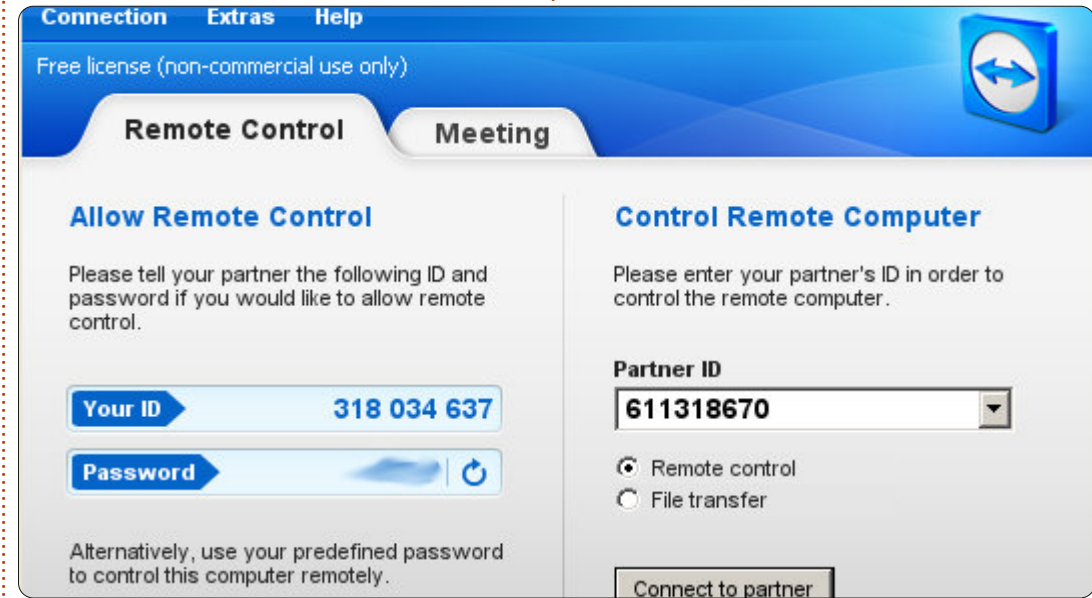 Connection Extras Help
Free license (non-commercial use only)
Remote Control Meeting
Allow Remote Control
Please tell your partner the following ID and
password if you would like to allow remote
control.
Your ID 318 034 637
Password
Alternatively, use your predefined password
to control this computer remotely.
Control Remote Computer
Please enter your partner's ID in order to
control the remote computer.
Partner ID
611318670
Remote control
File transfer
Connect to partner